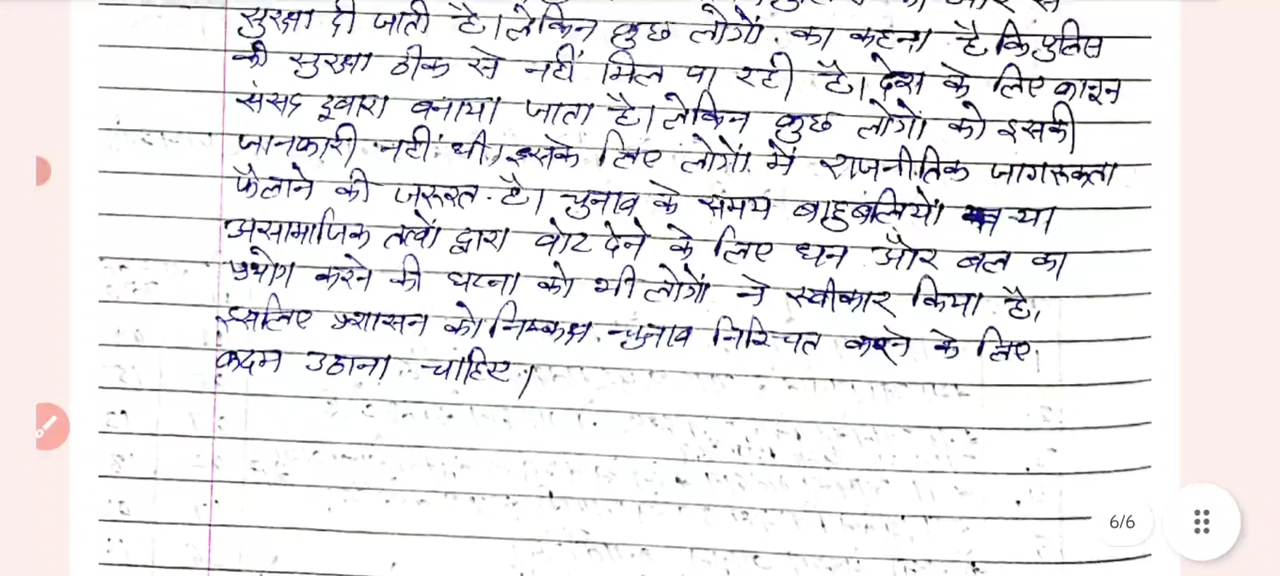 सुरक्षा दी जाती है। लेकिन कुछ लोगों का कहना है कि पुलिस
की सुरक्षा ठीक से नहीं मिल पा रही है। देश के लिए कानून
संसद द्वारा बनाया जाता है। लेकिन कुछ लोगों को इसकी
जानकारी नहीं थी, इसके लिए लोगों में राजनीतिक जागरूकता
फैलाने की जरूरत है। चुनाव के समय बाहुबलियों या
असामाजिक तत्वों द्वारा वोट देने के लिए धन और बल का
प्रयोग करने की घटना को भी लोगों ने स्वीकार किया है,
इसलिए प्रशासन को निष्कक्ष चुनाव निश्चित करने के लिए
कदम उठाना चाहिए।
6/6